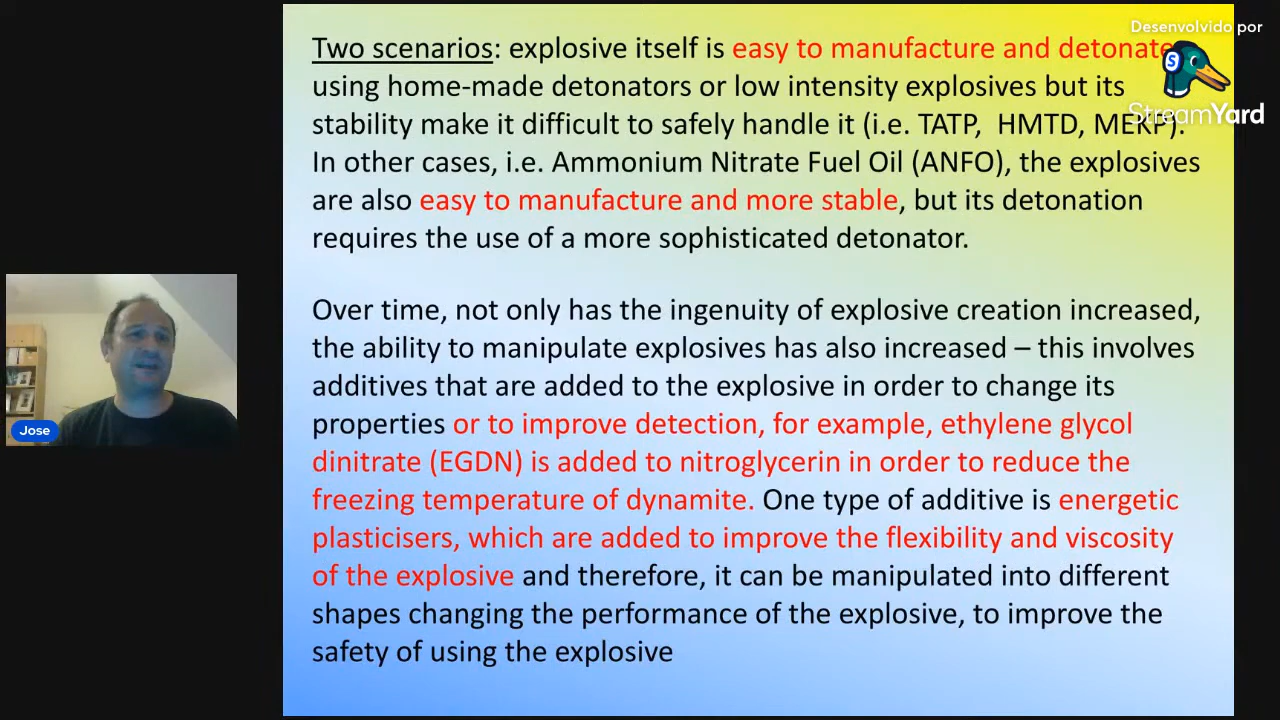 Desenvolvido por
StreamYard
Two scenarios: explosive itself is easy to manufacture and detonate
using home-made detonators or low intensity explosives but its
stability make it difficult to safely handle it (i.e. TATP, HMTD, MEKP).
In other cases, i.e. Ammonium Nitrate Fuel Oil (ANFO), the explosives
are also easy to manufacture and more stable, but its detonation
requires the use of a more sophisticated detonator.
Over time, not only has the ingenuity of explosive creation increased,
the ability to manipulate explosives has also increased – this involves
additives that are added to the explosive in order to change its
properties or to improve detection, for example, ethylene glycol
dinitrate (EGDN) is added to nitroglycerin in order to reduce the
freezing temperature of dynamite. One type of additive is energetic
plasticisers, which are added to improve the flexibility and viscosity
of the explosive and therefore, it can be manipulated into different
shapes changing the performance of the explosive, to improve the
safety of using the explosive
Jose
S